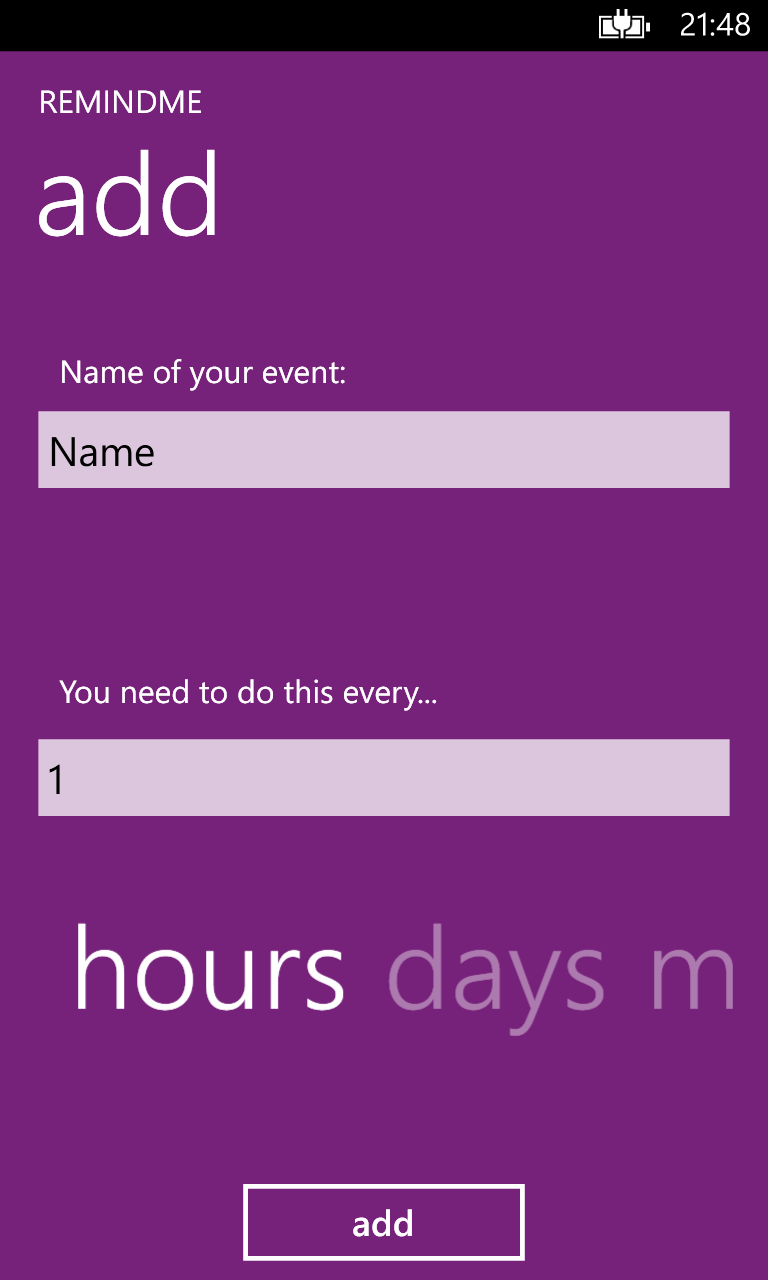 21:48
REMINDME
add
Name of your event:
Name
You need to do this every...
1
hours days m
add